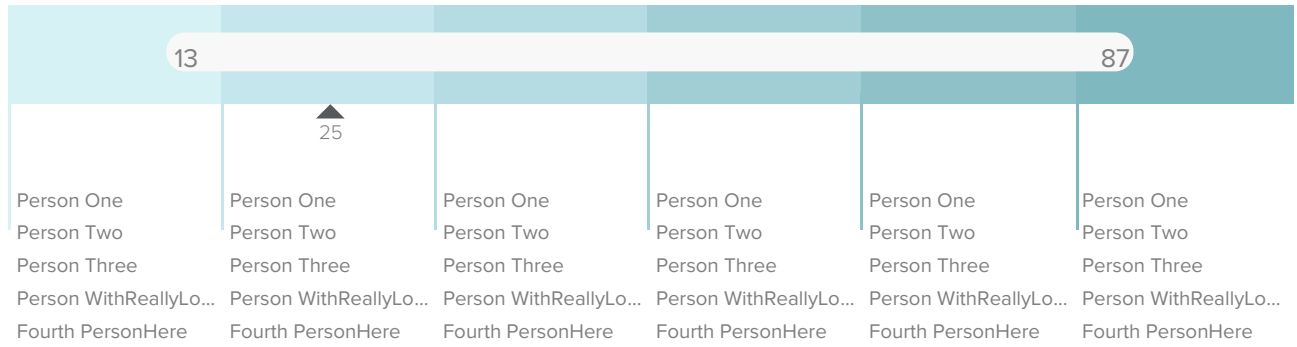 13 87
25
Person One Person One Person One Person One Person One Person One
Person Two Person Two Person Two Person Two Person Two Person Two
Person Three Person Three Person Three Person Three Person Three Person Three
Person WithReallyLo... Person WithReallyLo... Person WithReallyLo... Person WithReallyLo... Person WithReallyLo... Person WithReallyLo...
Fourth PersonHere Fourth PersonHere Fourth PersonHere Fourth PersonHere Fourth PersonHere Fourth PersonHere